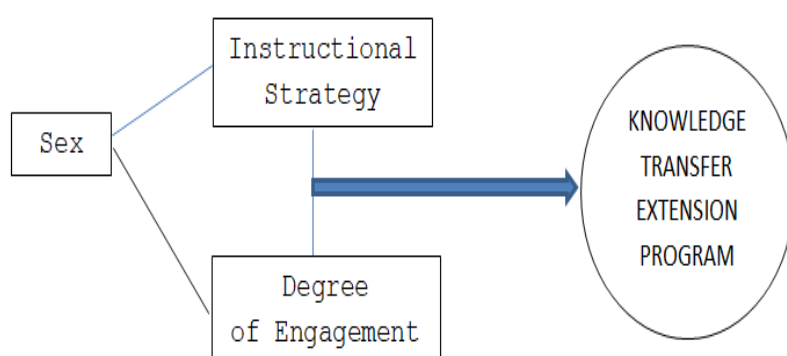 Instructional
Strategy
Sex
Degree
of Engagement
KNOWLEDGE
TRANSFER
EXTENSION
PROGRAM